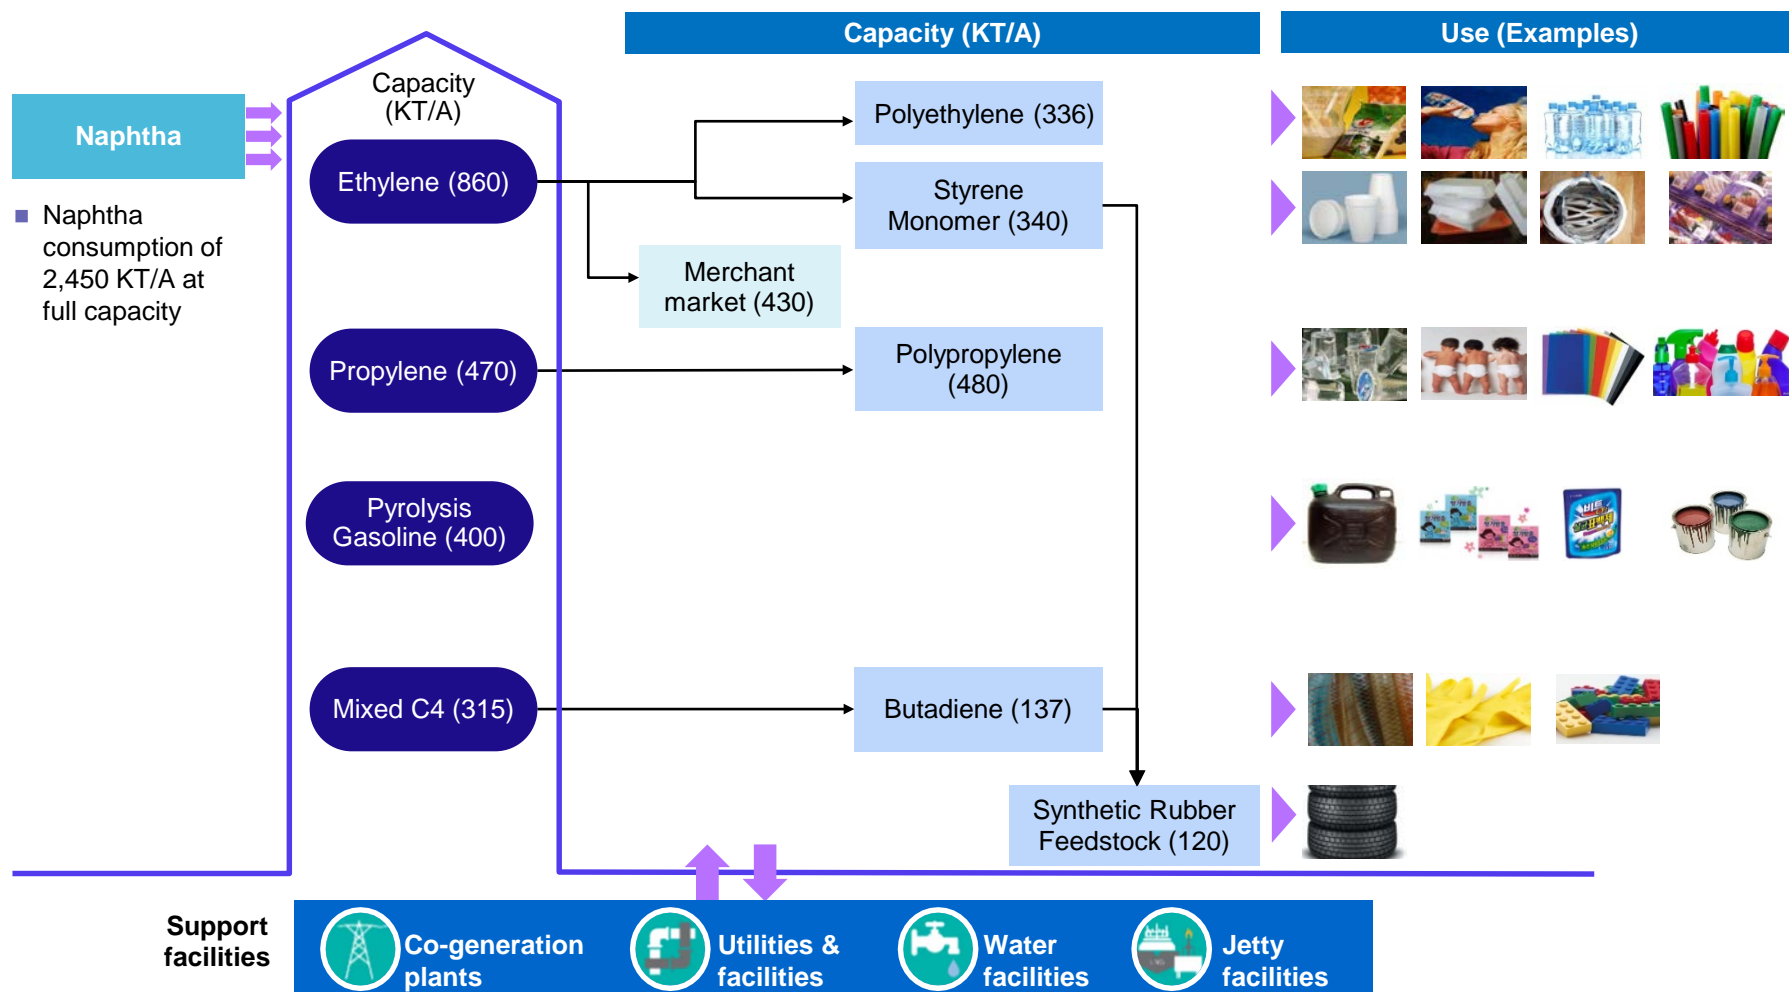 Capacity (KT/A)
Use (Examples)
Capacity
(KT/A)
Naphtha
■ Naphtha
consumption of
2,450 KT/A at
full capacity
Ethylene (860)
Propylene (470)
Pyrolysis
Gasoline (400)
Mixed C4 (315)
Polyethylene (336)
Styrene
Monomer (340)
Merchant
market (430)
Polypropylene
(480)
Butadiene (137)
Synthetic Rubber
Feedstock (120)
Support
facilities
Co-generation
plants
Utilities &
facilities
Water
facilities
Jetty
facilities